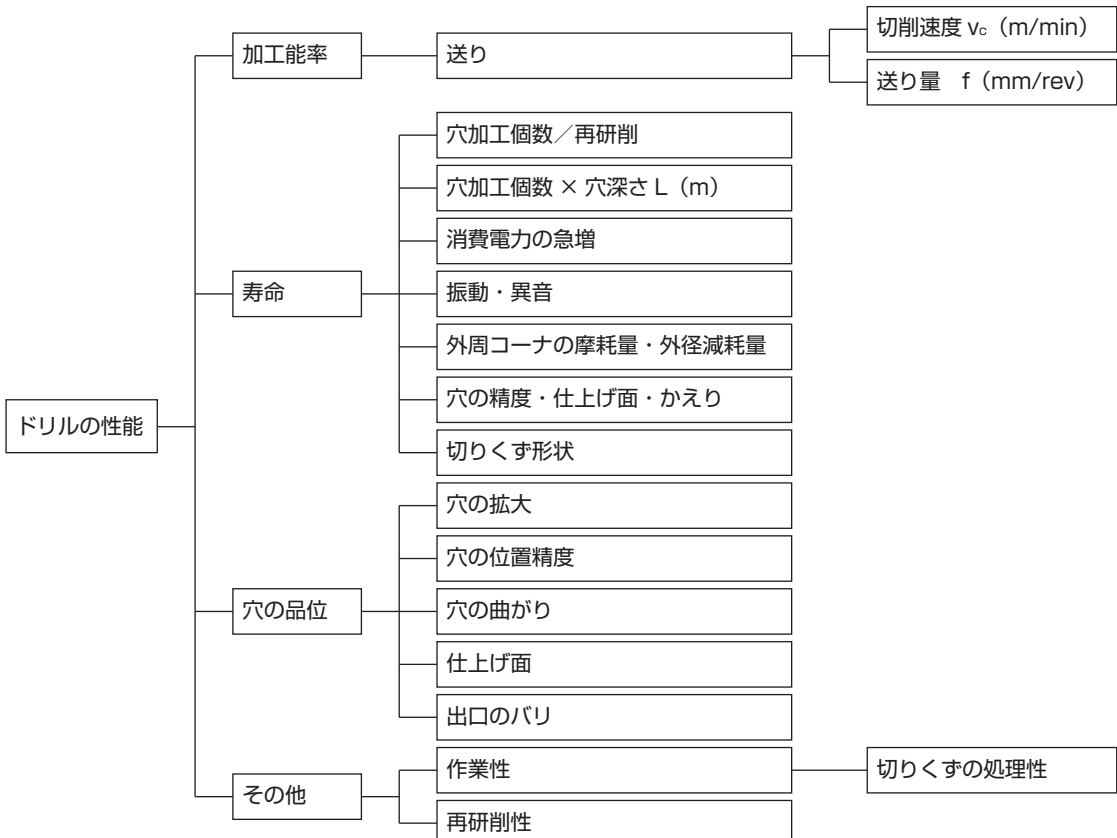 ドリルの性能
加工能率
送り
切削速度 vc（m/min）
送り量　f（mm/rev）
寿命
穴加工個数／再研削
穴加工個数 × 穴深さ L（m）
消費電力の急増
振動・異音
外周コーナの摩耗量・外径減耗量
穴の精度・仕上げ面・かえり
切りくず形状
穴の品位
穴の拡大
穴の位置精度
穴の曲がり
仕上げ面
出口のバリ
その他
作業性
切りくずの処理性
再研削性